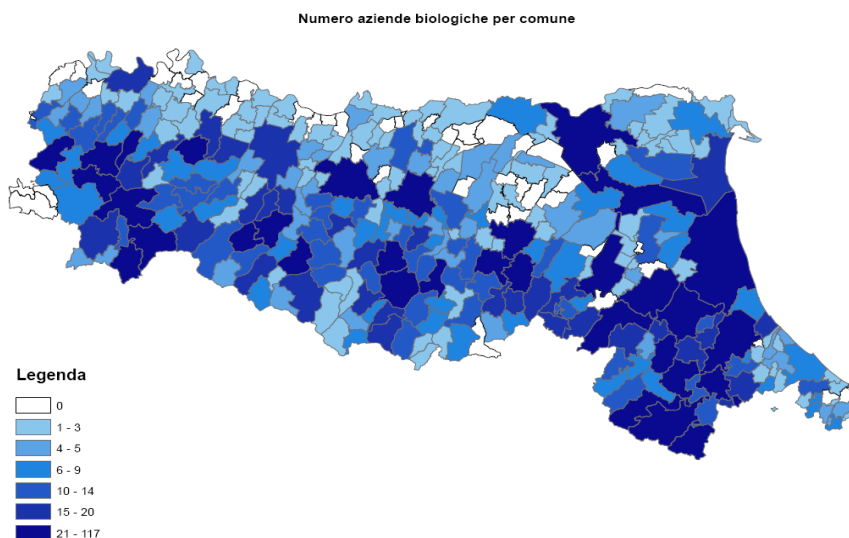 Numero aziende biologiche per comune
Legenda
0
1 - 3
4 - 5
6 - 9
10 - 14
15 - 20
21 - 117